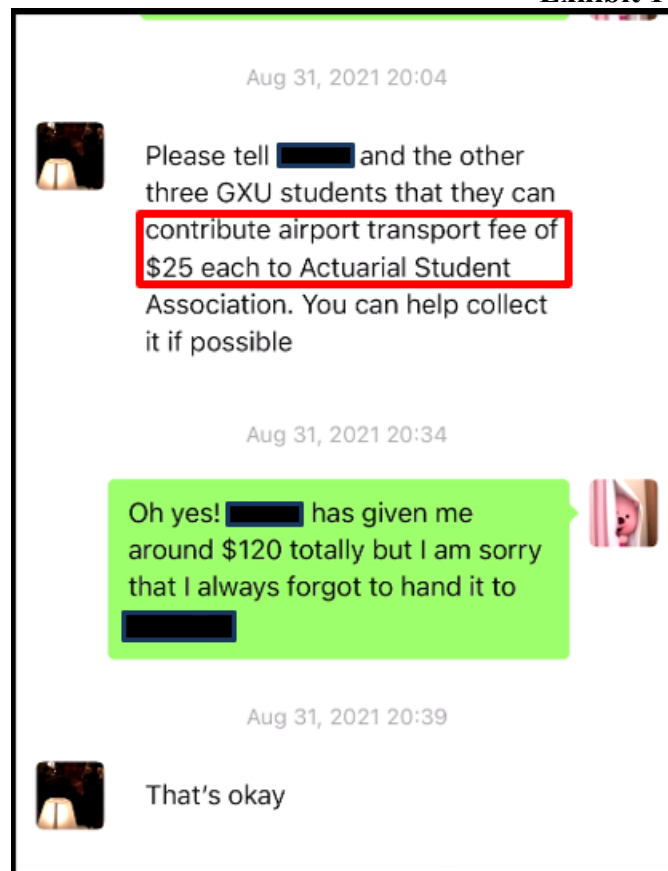 Aug 31, 2021 20:04
Please tell and the other
three GXU students that they can
contribute airport transport fee of
$25 each to Actuarial Student
Association. You can help collect
it if possible
Aug 31, 2021 20:34
Oh yes! has given me
around $120 totally but I am sorry
that I always forgot to hand it to
Aug 31, 2021 20:39
That's okay